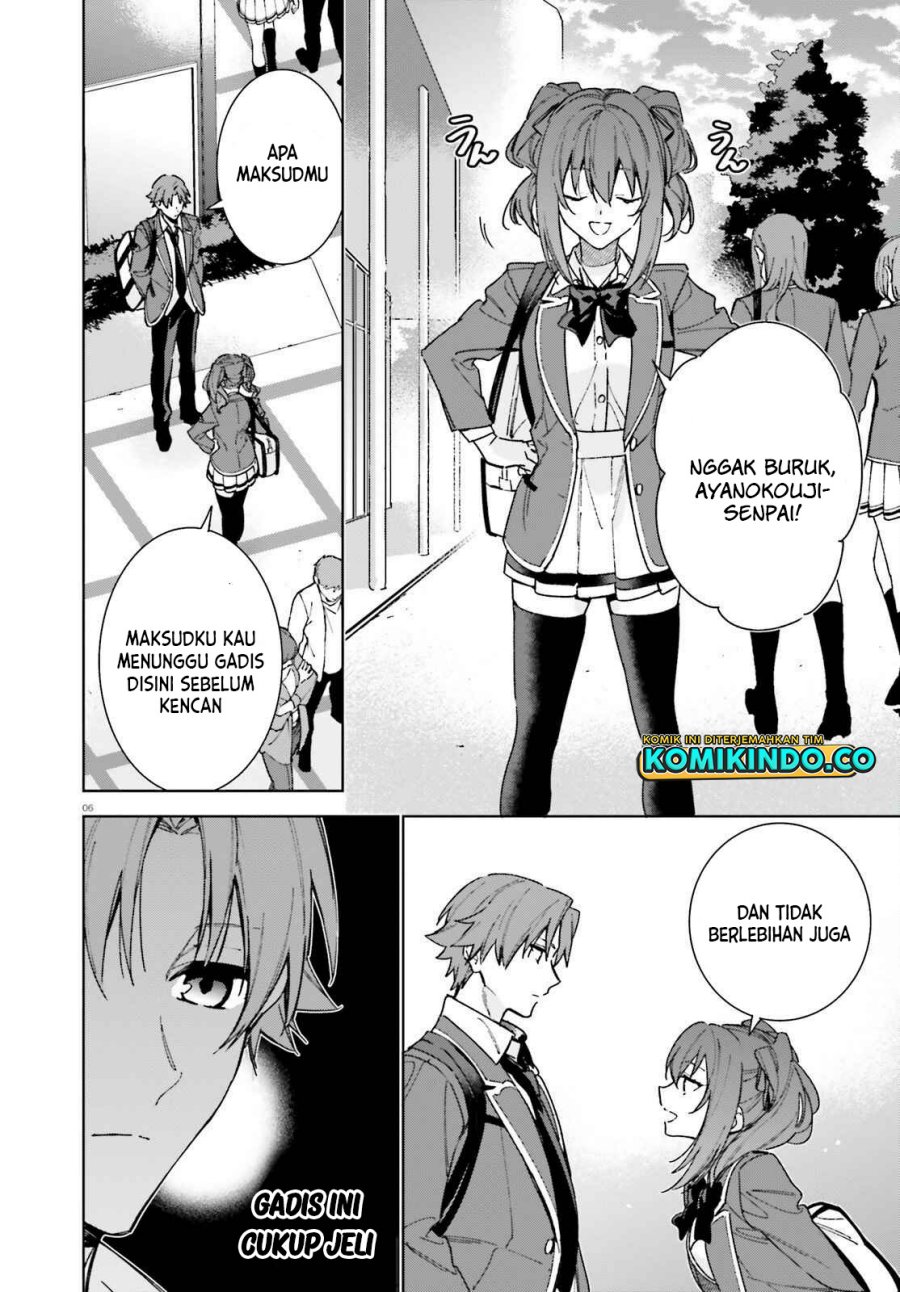 うん
うん
NGGAK BURUK,
AYANOKOUJI-
SENPAI!
APA
MAKSUDMU
MAKSUDKU KAU
MENUNGGU GADIS
DISINI SEBELUM
KENCAN
KOMIK INI DITERJEMAHKAN TIM
KOMIKINDO.CO
06
DAN TIDAK
BERLEBIHAN JUGA
GADIS INI
CUKUP JELI